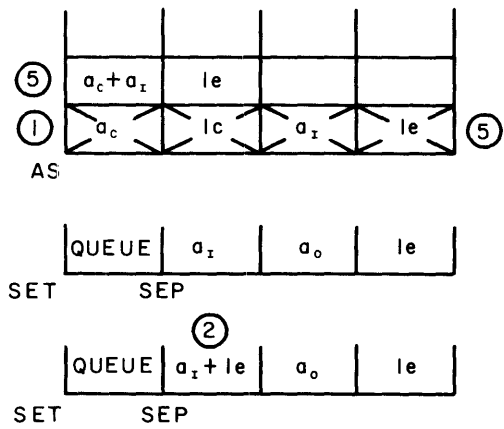 5 a_c + a_I le
1 a_c lc a_I le 5
AS
QUEUE a_I a_o le
SET SEP
2
QUEUE a_I + le a_o le
SET SEP